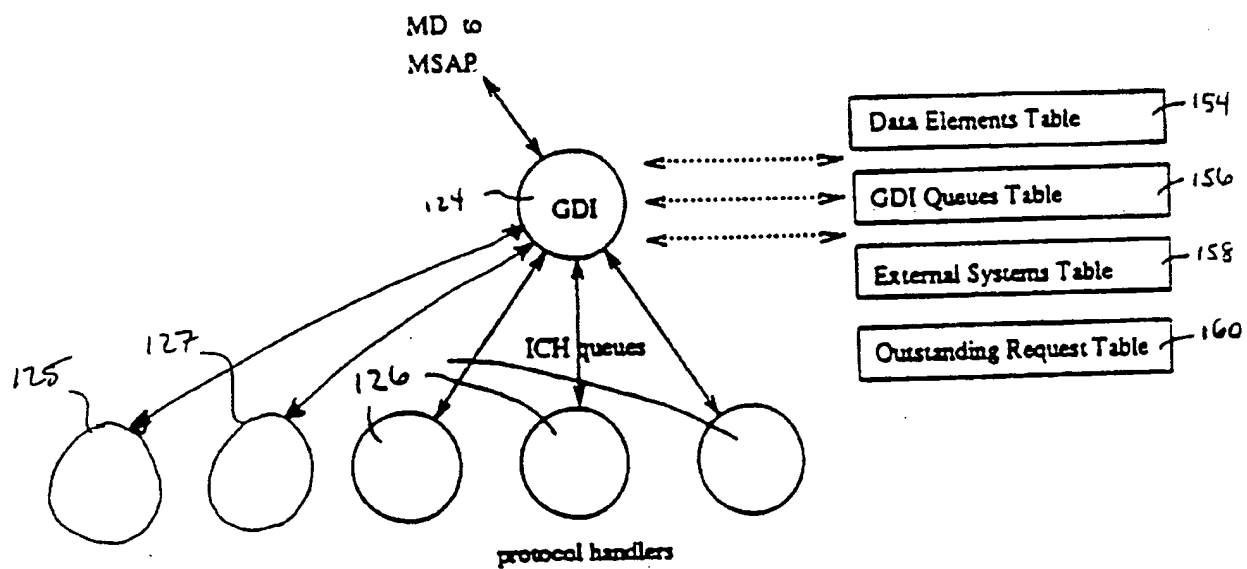 MD to
MSAP
Data Elements Table
154
124
GDI
GDI Queues Table
156
External Systems Table
158
ICH queues
Outstanding Request Table
160
125
127
126
protocol handlers